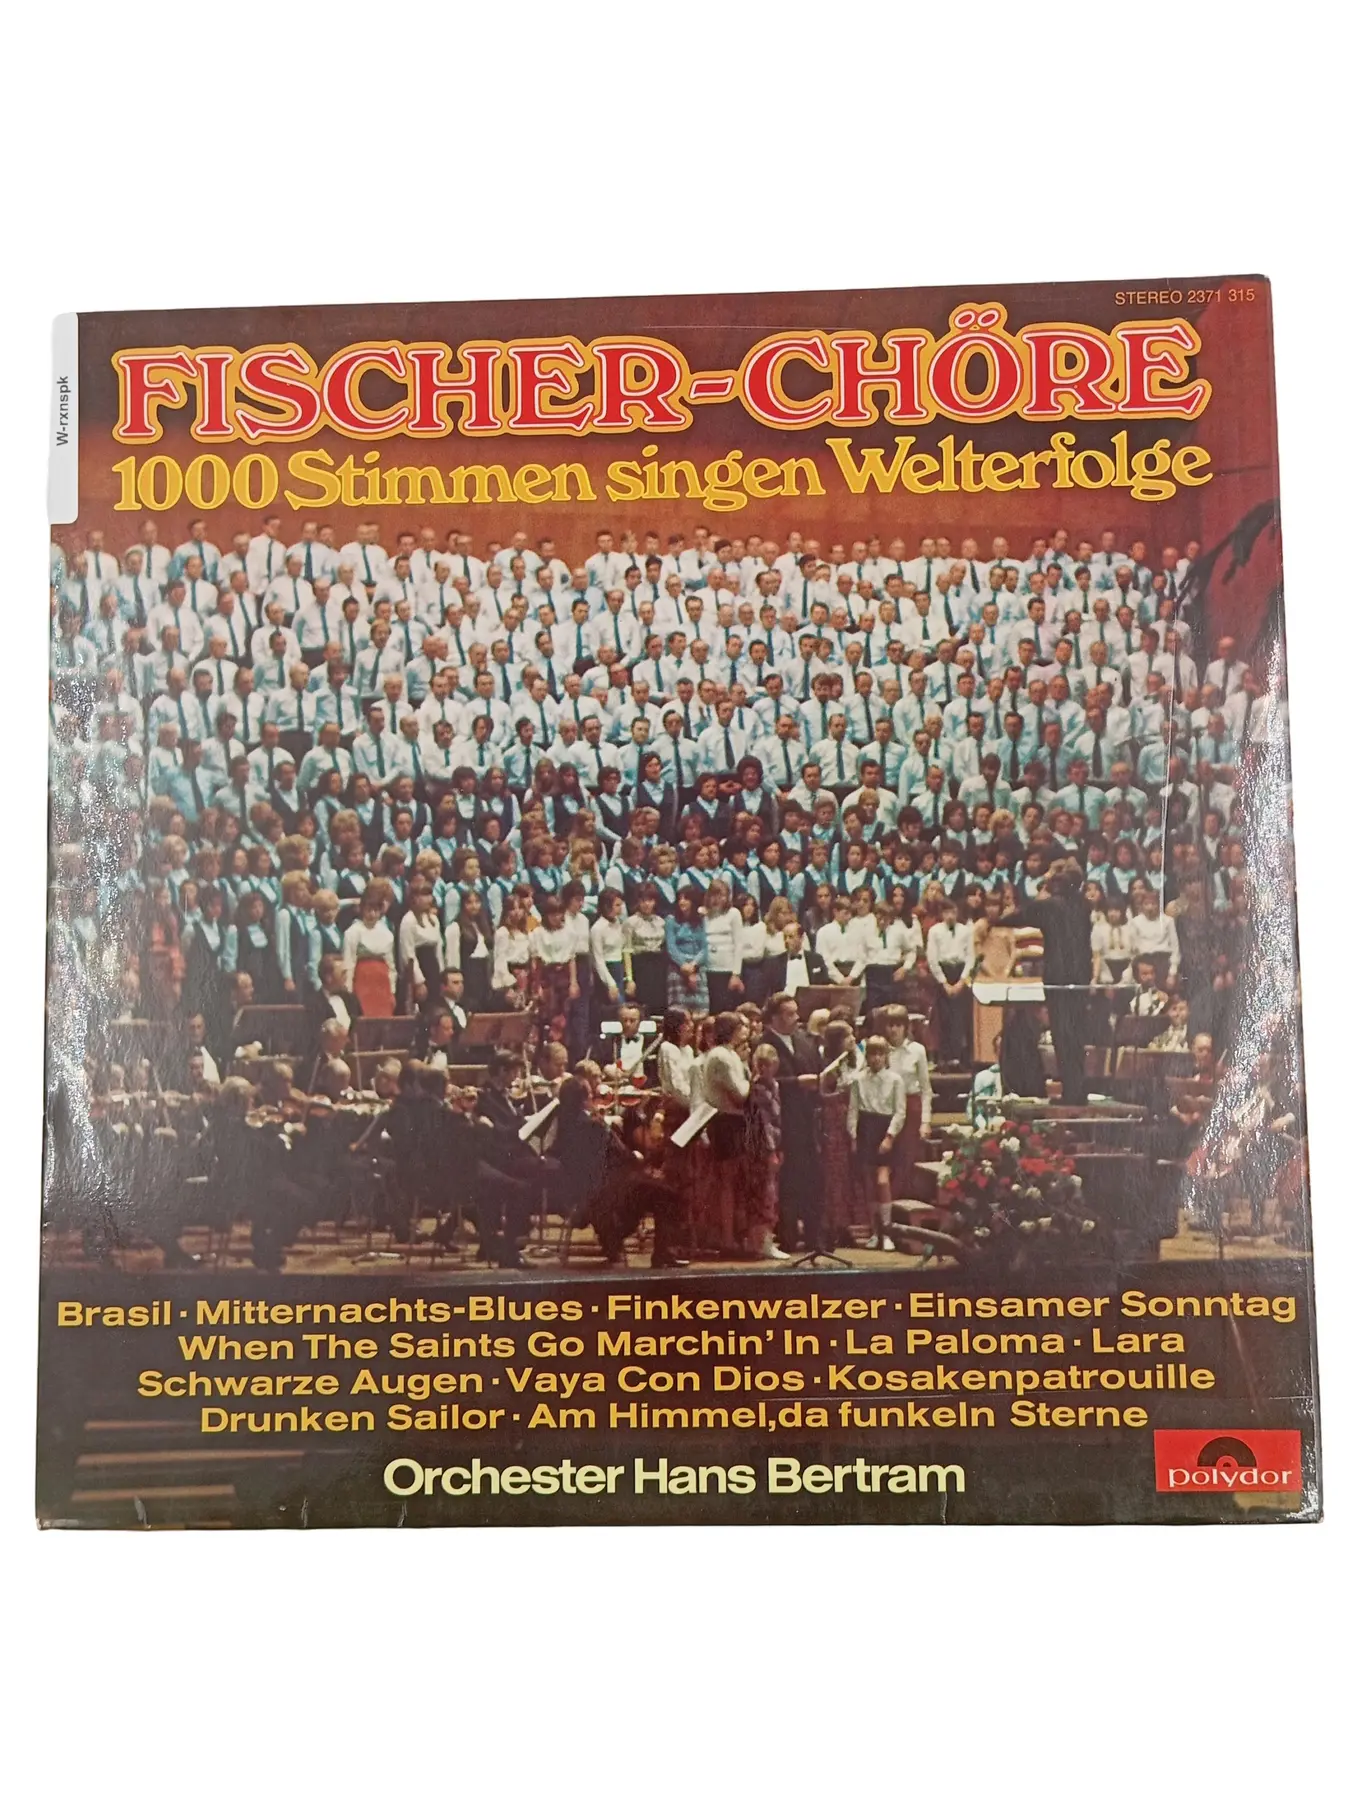 STEREO 2371 315
W-rxnspk
FISCHER-CHÖRE
1000 Stimmen singen Welterfolge
Brasil · Mitternachts-Blues · Finkenwalzer · Einsamer Sonntag
When The Saints Go Marchin' In · La Paloma · Lara
Schwarze Augen · Vaya Con Dios · Kosakenpatrouille
Drunken Sailor · Am Himmel,da funkeln Sterne
Orchester Hans Bertram
polydor